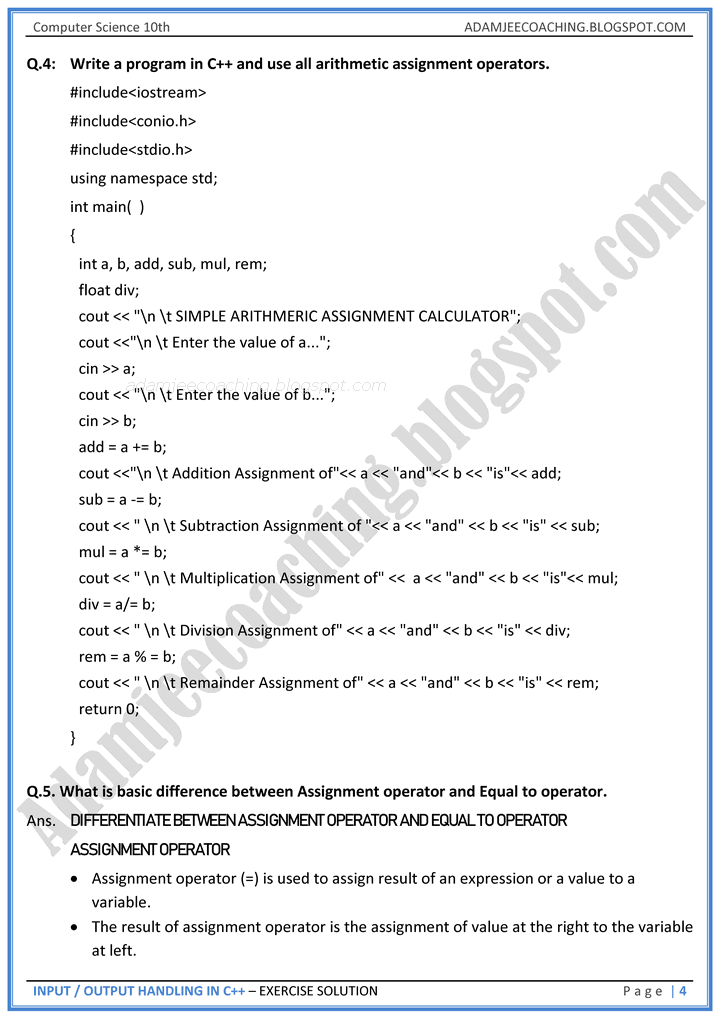 Computer Science 10th ADAMJEECOACHING.BLOGSPOT.COM
Q.4: Write a program in C++ and use all arithmetic assignment operators.
#include<iostream>
#include<conio.h>
#include<stdio.h>
using namespace std;
int main( )
{
int a, b, add, sub, mul, rem;
float div;
cout << "\n \t SIMPLE ARITHMERIC ASSIGNMENT CALCULATOR";
cout <<"\n \t Enter the value of a...";
cin >> a;
adamjeecoaching.blogspot.com
cout << "\n \t Enter the value of b...";
cin >> b;
add = a += b;
cout <<"\n \t Addition Assignment of"<< a << "and"<< b << "is"<< add;
sub = a -= b;
cout << " \n \t Subtraction Assignment of "<< a << "and" << b << "is" << sub;
mul = a *= b;
cout << " \n \t Multiplication Assignment of" << a << "and" << b << "is"<< mul;
div = a/= b;
cout << " \n \t Division Assignment of" << a << "and" << b << "is" << div;
rem = a % = b;
cout << " \n \t Remainder Assignment of" << a << "and" << b << "is" << rem;
return 0;
}
Adamjeecoaching.blogspot.com
Q.5. What is basic difference between Assignment operator and Equal to operator.
Ans. DIFFERENTIATE BETWEEN ASSIGNMENT OPERATOR AND EQUAL TO OPERATOR
ASSIGNMENT OPERATOR
• Assignment operator (=) is used to assign result of an expression or a value to a
variable.
• The result of assignment operator is the assignment of value at the right to the variable
at left.
INPUT / OUTPUT HANDLING IN C++ – EXERCISE SOLUTION Page | 4